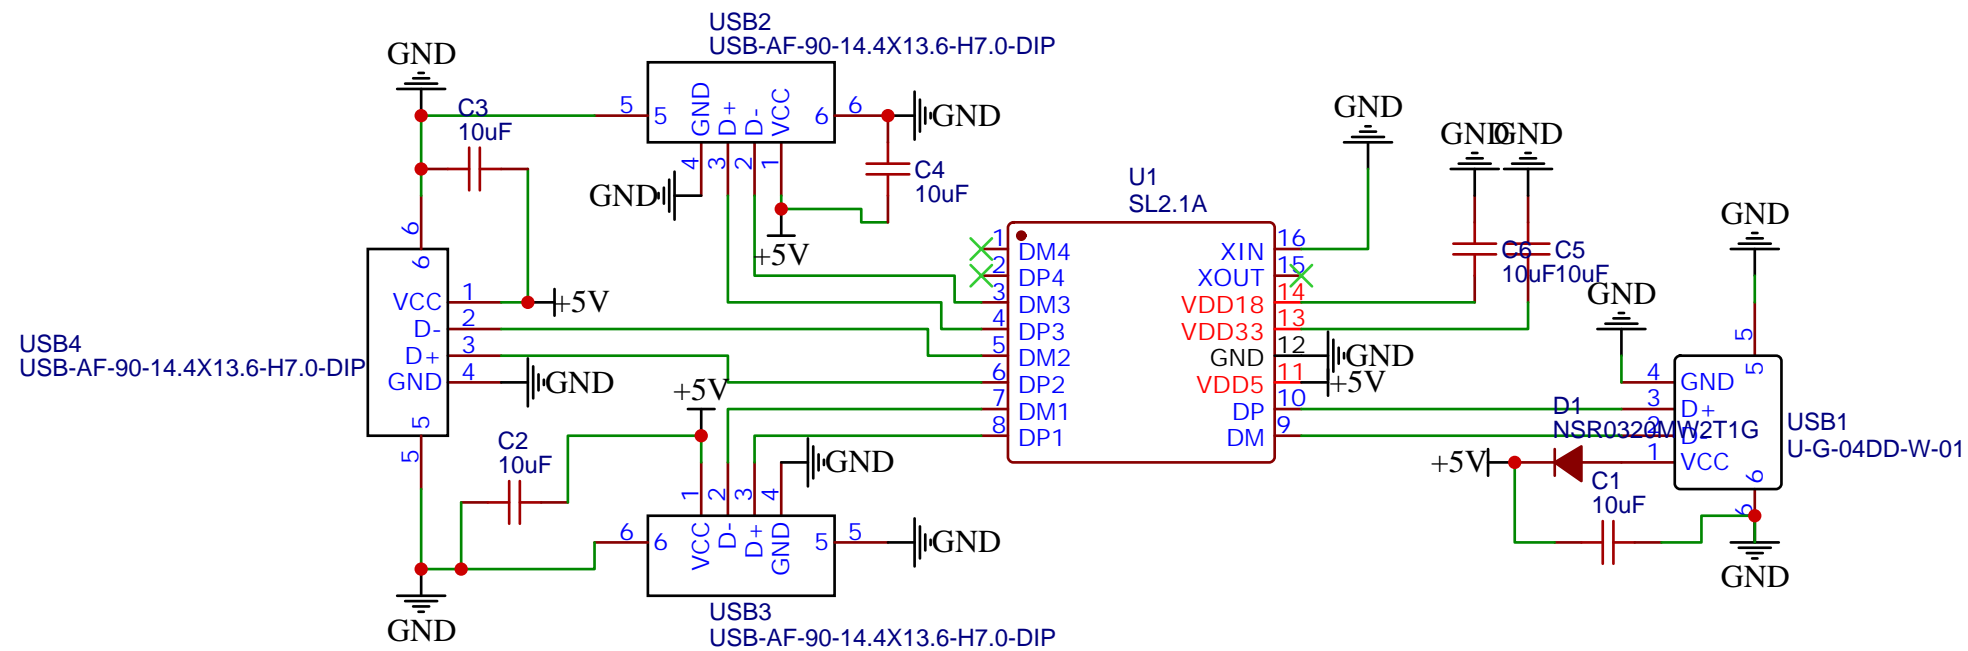 USB2
USB-AF-90-14.4X13.6-H7.0-DIP
GND
C3
10uF
5
5
GND
D+
D-
VCC
6
6
GND
4
3
2
1
GND
C4
10uF
+5V
6
6
VCC
1
+5V
D-
2
D+
3
GND
4
GND
5
5
USB4
USB-AF-90-14.4X13.6-H7.0-DIP
C2
10uF
+5V
GND
1
2
3
4
GND
6
6
VCC
D-
D+
GND
5
5
GND
USB3
USB-AF-90-14.4X13.6-H7.0-DIP
U1
SL2.1A
1
DM4
2
DP4
3
DM3
4
DP3
5
DM2
6
DP2
7
DM1
8
DP1
XIN
16
XOUT
15
VDD18
14
VDD33
13
GND
12
GND
VDD5
11
+5V
DP
10
DM
9
GND
GND
GND
C6
10uF
C5
10uF
GND
GND
5
5
4
GND
3
D+
2
D-
1
VCC
6
6
USB1
U-G-04DD-W-01
D1
NSR0320MW2T1G
+5V
C1
10uF
GND